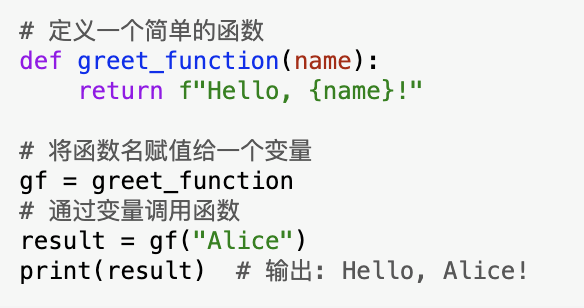 # 定义一个简单的函数
def greet_function(name):
    return f"Hello, {name}!"
# 将函数名赋值给一个变量
gf = greet_function
# 通过变量调用函数
result = gf("Alice")
print(result)  # 输出: Hello, Alice!